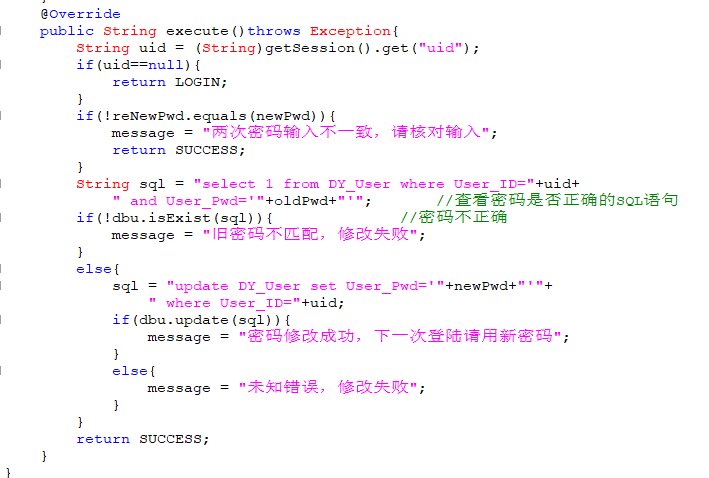 @Override
public String execute()throws Exception{
String uid = (String)getSession().get("uid");
if(uid==null){
return LOGIN;
}
if(!reNewPwd.equals(newPwd)){
message = "两次密码输入不一致，请核对输入";
return SUCCESS;
}
String sql = "select 1 from DY_User where User_ID="+uid+
" and User_Pwd='"+oldPwd+"'"; //查看密码是否正确的SQL语句
if(!dbu.isExist(sql)){ //密码不正确
message = "旧密码不匹配，修改失败";
}
else{
sql = "update DY_User set User_Pwd='"+newPwd+"'"+
" where User_ID="+uid;
if(dbu.update(sql)){
message = "密码修改成功，下一次登陆请用新密码";
}
else{
message = "未知错误，修改失败";
}
}
return SUCCESS;
}
}